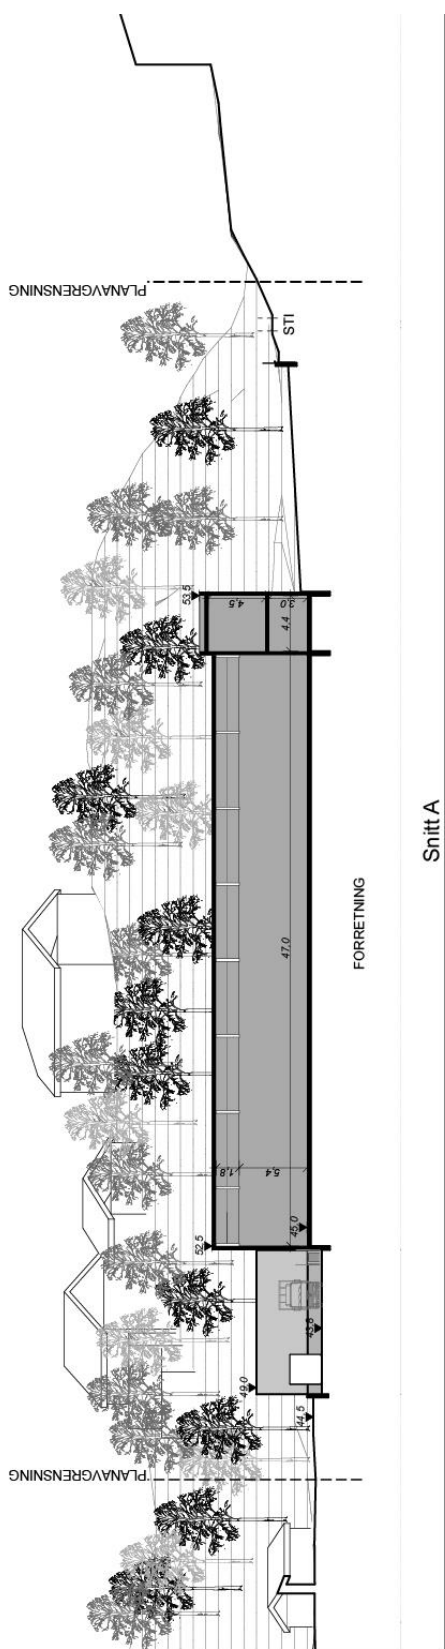 PLANAVGRENSNING
44,5
49,0
43,8
52,5
45,0
1,8
5,4
47,0
FORRETNING
53,5
4,5
3,0
4,4
STI
PLANAVGRENSNING
Snitt A